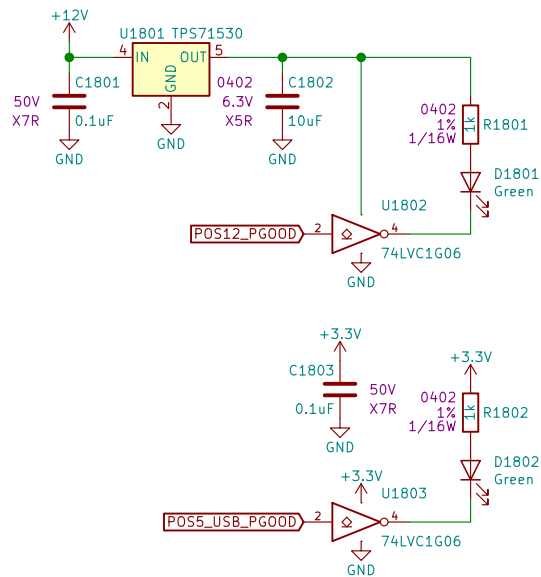 +12V
U1801 TPS71530
4 IN OUT 5
GND
2
GND
C1801
50V
X7R
0.1uF
GND
C1802
0402
6.3V
X5R
10uF
GND
0402
1%
1/16W
1k
R1801
D1801
Green
U1802
POS12_PGOOD
2
4
74LVC1G06
GND
+3.3V
C1803
50V
0.1uF
X7R
GND
+3.3V
0402
1%
1/16W
1k
R1802
D1802
Green
+3.3V
U1803
POS5_USB_PGOOD
2
4
74LVC1G06
GND